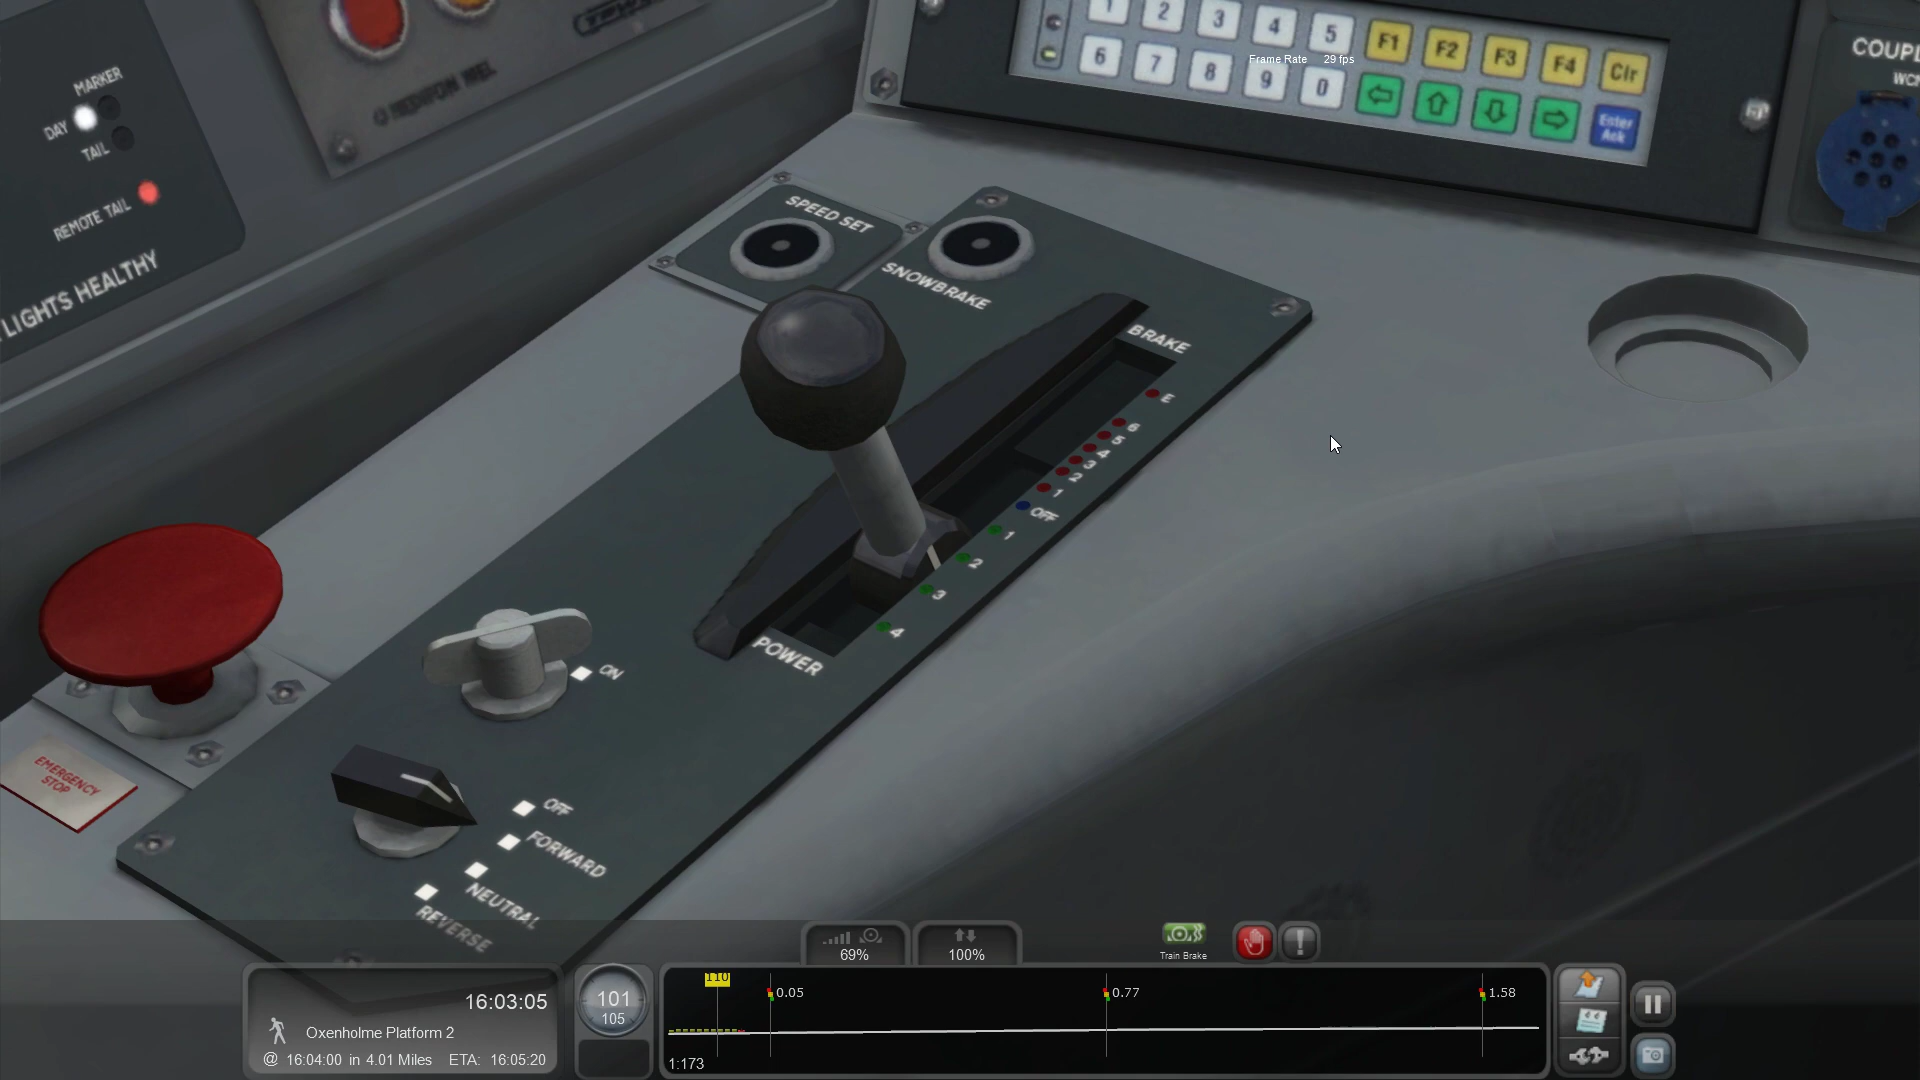 MARKER
DAY
TAIL
REMOTE TAIL
LIGHTS HEALTHY
1 2 3 4 5 F1 F2 F3 F4 Clr
6 7 8 9 0
Enter
Ack
Frame Rate 29 fps
SPEED SET
SNOWBRAKE
BRAKE
E
6
5
4
3
2
1
OFF
1
2
3
4
POWER
ON
EMERGENCY
STOP
OFF
FORWARD
NEUTRAL
REVERSE
69%
100%
Train Brake
16:03:05
Oxenholme Platform 2
@ 16:04:00 in 4.01 Miles ETA: 16:05:20
101
105
110
0.05
0.77
1.58
1:173